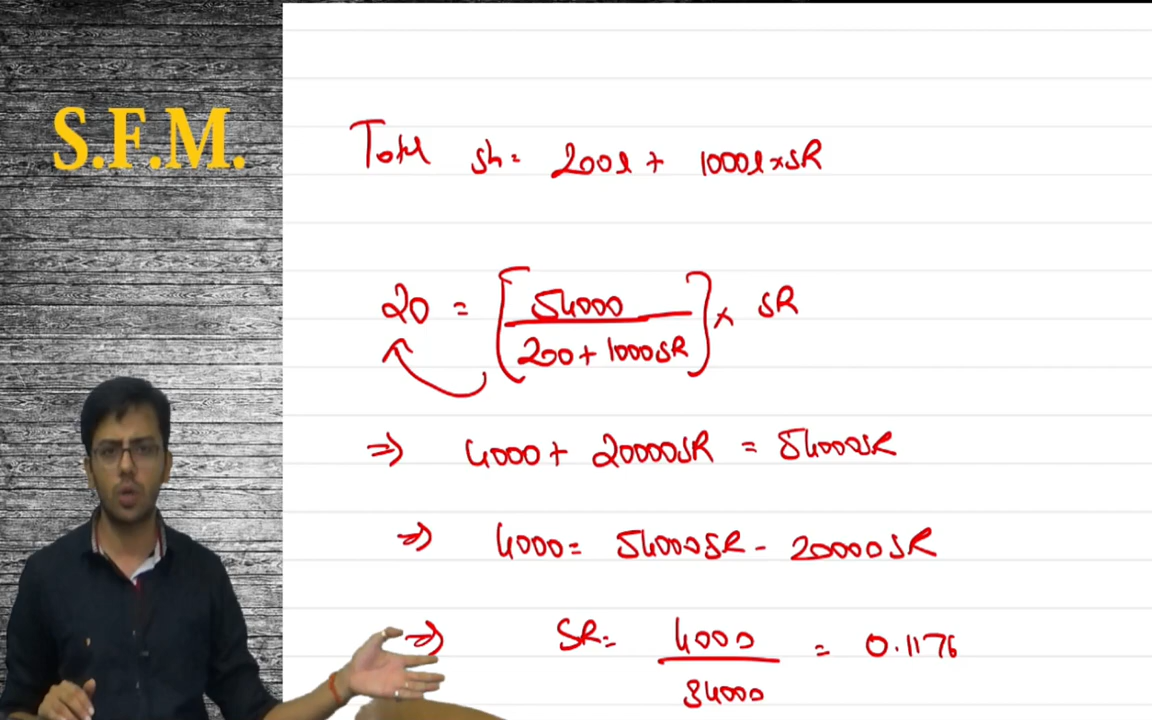 S.F.M.
Total sh = 200l + 1000l × SR
20 = [ 54000 / 200 + 1000SR ] × SR
⇒ 4000 + 20000SR = 54000SR
⇒ 4000 = 54000SR - 20000SR
⇒ SR = 4000 / 34000 = 0.1176